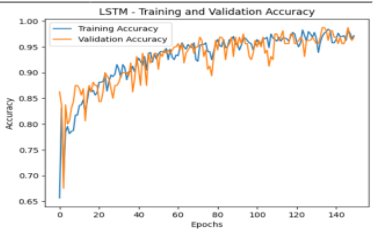 LSTM - Training and Validation Accuracy
Training Accuracy
Validation Accuracy
1.00
0.95
0.90
0.85
0.80
0.75
0.70
0.65
Accuracy
0 20 40 60 80 100 120 140
Epochs